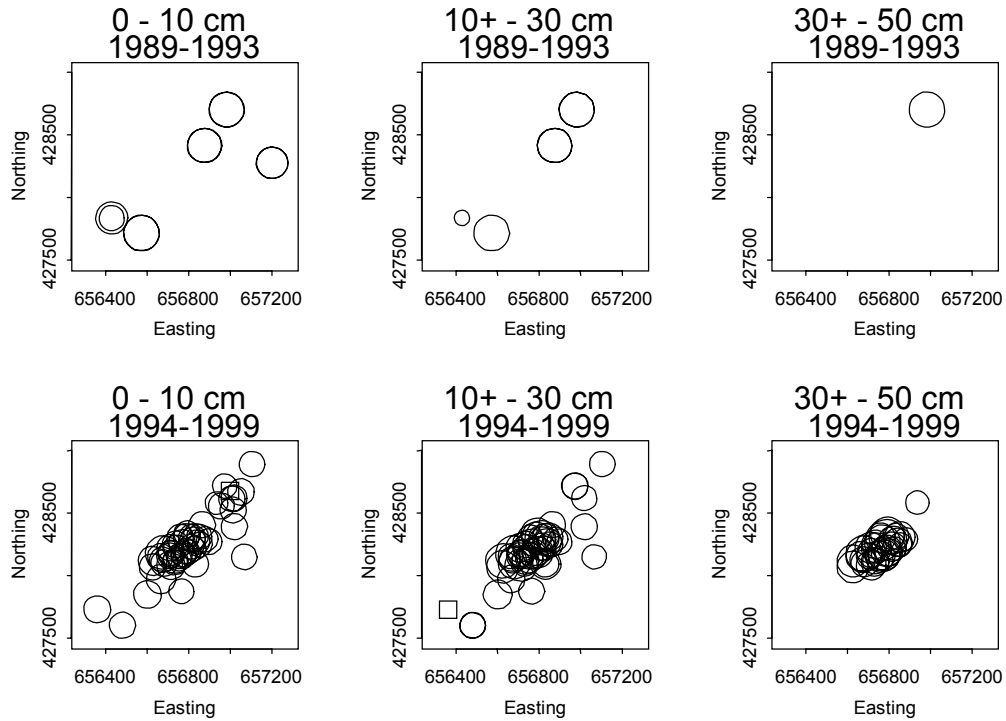 0 - 10 cm
1989-1993
Northing
428500
427500
656400 656800 657200
Easting
10+ - 30 cm
1989-1993
Northing
428500
427500
656400 656800 657200
Easting
30+ - 50 cm
1989-1993
Northing
428500
427500
656400 656800 657200
Easting
0 - 10 cm
1994-1999
Northing
428500
427500
656400 656800 657200
Easting
10+ - 30 cm
1994-1999
Northing
428500
427500
656400 656800 657200
Easting
30+ - 50 cm
1994-1999
Northing
428500
427500
656400 656800 657200
Easting